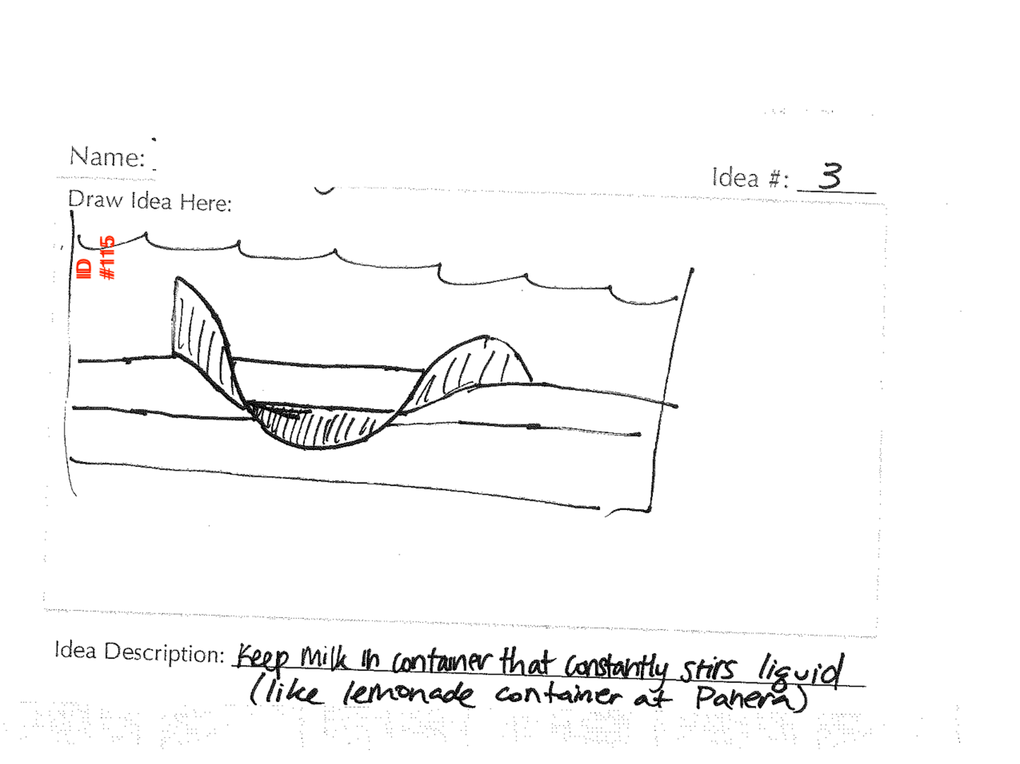 Name:
Idea #: 3
Draw Idea Here:
IID
#115
Idea Description: Keep Milk in container that constantly stirs liquid
(like lemonade container at Panera)